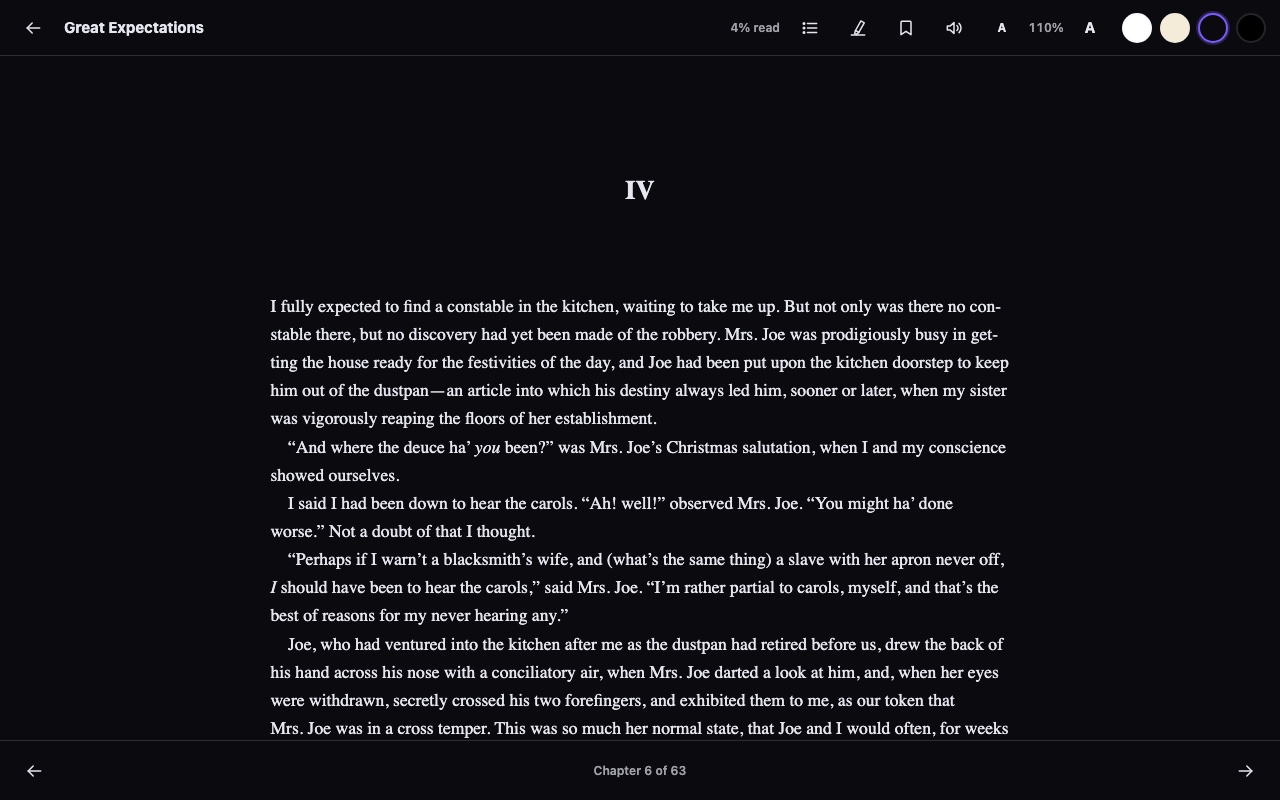 Great Expectations
4% read
A
110%
A
IV
I fully expected to find a constable in the kitchen, waiting to take me up. But not only was there no con-
stable there, but no discovery had yet been made of the robbery. Mrs. Joe was prodigiously busy in get-
ting the house ready for the festivities of the day, and Joe had been put upon the kitchen doorstep to keep
him out of the dustpan—an article into which his destiny always led him, sooner or later, when my sister
was vigorously reaping the floors of her establishment.
“And where the deuce ha’ you been?” was Mrs. Joe’s Christmas salutation, when I and my conscience
showed ourselves.
I said I had been down to hear the carols. “Ah! well!” observed Mrs. Joe. “You might ha’ done
worse.” Not a doubt of that I thought.
“Perhaps if I warn’t a blacksmith’s wife, and (what’s the same thing) a slave with her apron never off,
I should have been to hear the carols,” said Mrs. Joe. “I’m rather partial to carols, myself, and that’s the
best of reasons for my never hearing any.”
Joe, who had ventured into the kitchen after me as the dustpan had retired before us, drew the back of
his hand across his nose with a conciliatory air, when Mrs. Joe darted a look at him, and, when her eyes
were withdrawn, secretly crossed his two forefingers, and exhibited them to me, as our token that
Mrs. Joe was in a cross temper. This was so much her normal state, that Joe and I would often, for weeks
Chapter 6 of 63